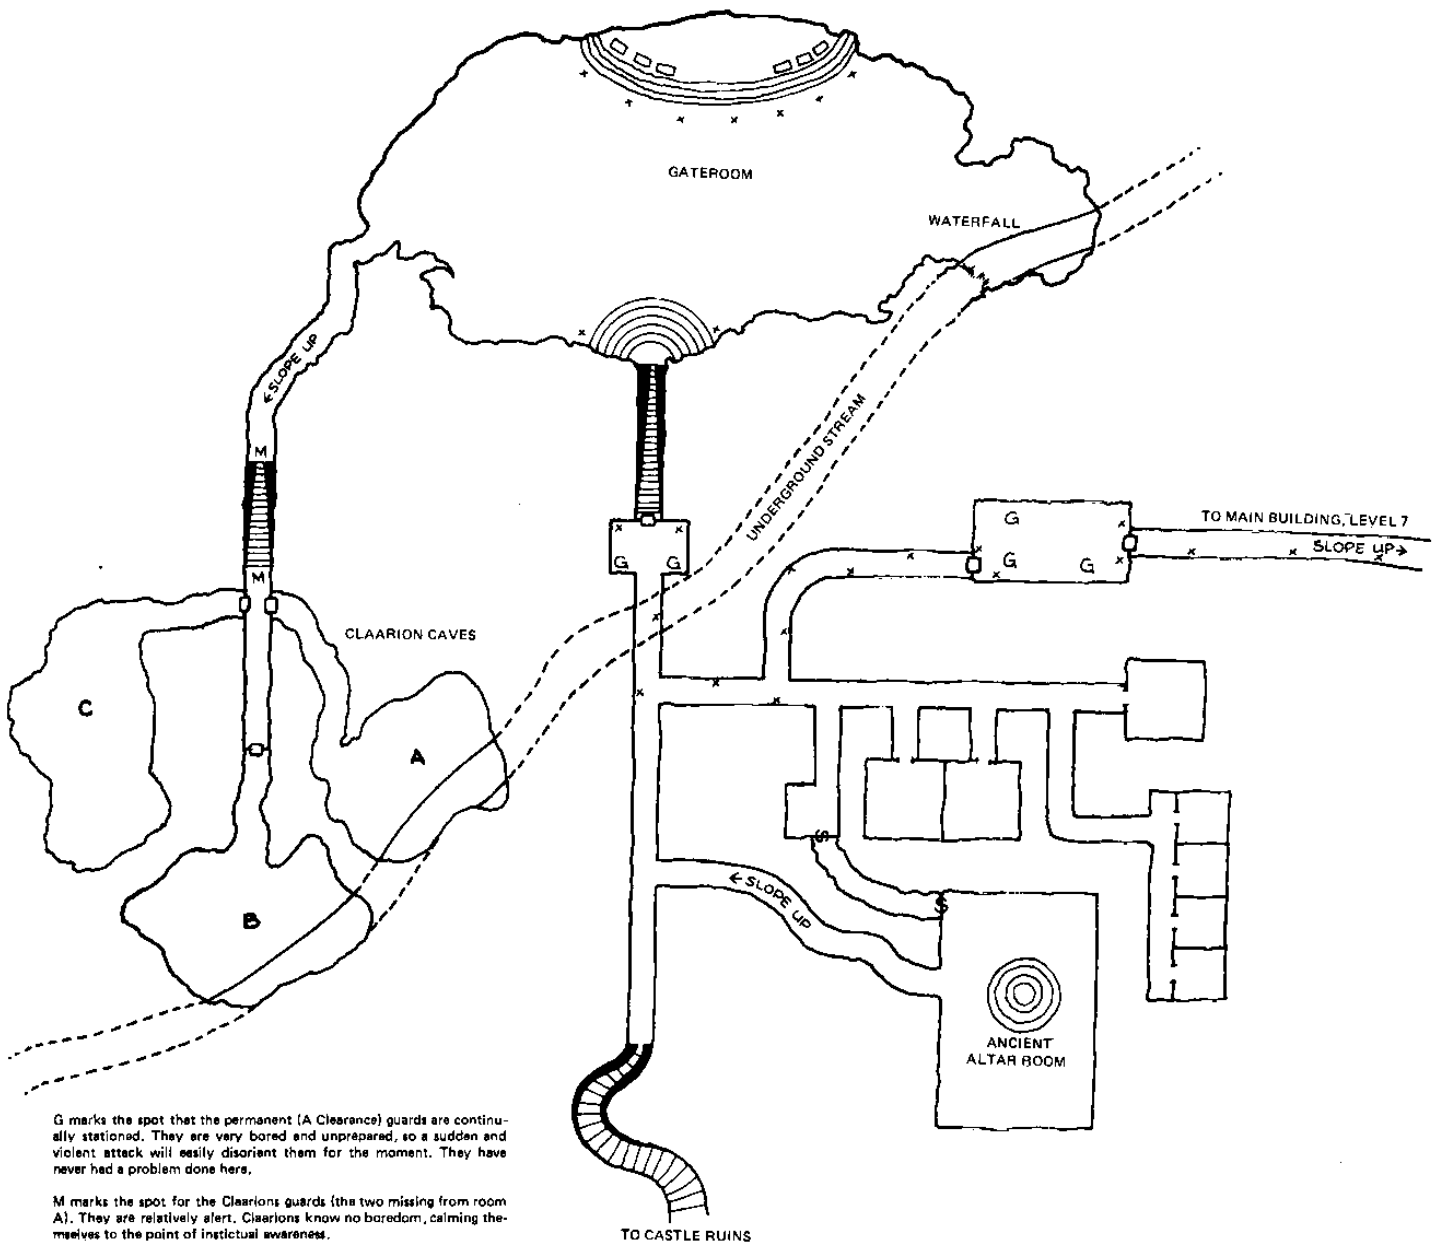 GATEROOM
WATERFALL
←SLOPE UP
UNDERGROUND STREAM
M
G
TO MAIN BUILDING, LEVEL 7
SLOPE UP→
G
G
G
G
M
CLAARION CAVES
C
A
S
←SLOPE UP
S
B
ANCIENT
ALTAR ROOM
G marks the spot that the permanent (A Clearance) guards are continu-
ally stationed. They are very bored and unprepared, so a sudden and
violent attack will easily disorient them for the moment. They have
never had a problem done here.
M marks the spot for the Claarions guards (the two missing from room
A). They are relatively alert. Claarions know no boredom, calming the-
mselves to the point of instictual awareness.
TO CASTLE RUINS